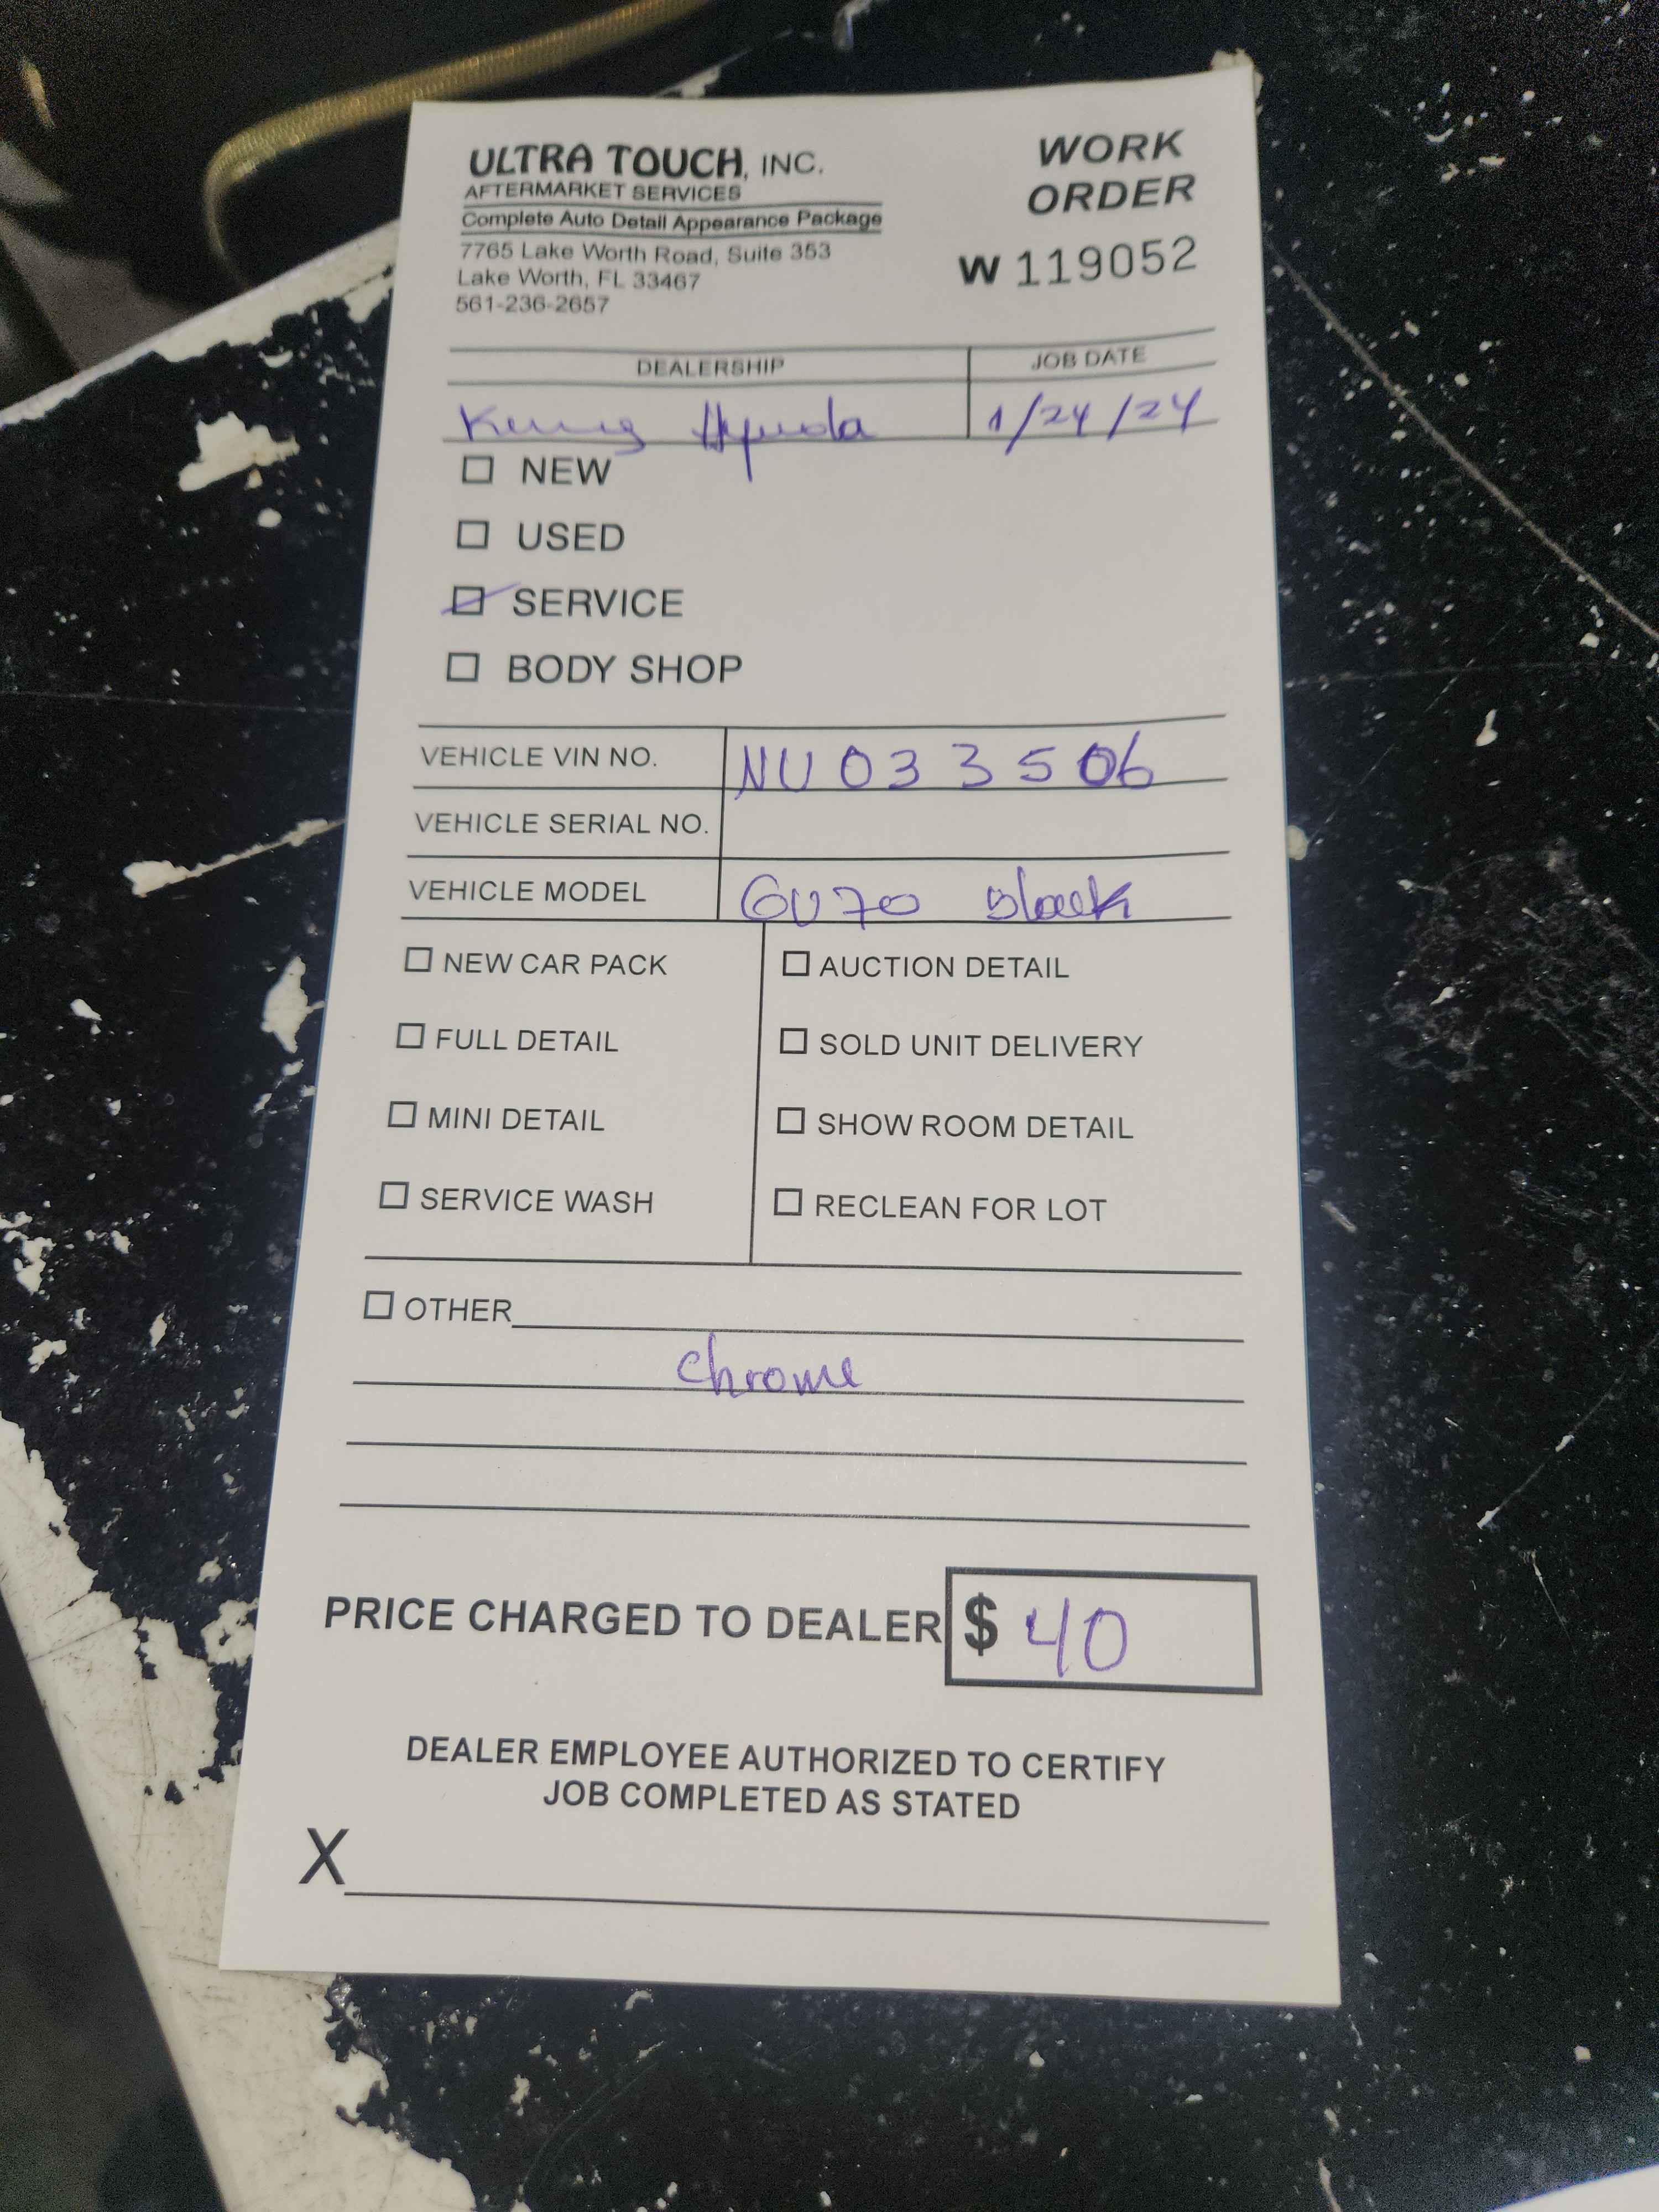 ULTRA TOUCH, INC.
WORK ORDER
AFTERMARKET SERVICES
Complete Auto Detail Appearance Package
7765 Lake Worth Road, Suite 353
Lake Worth, FL 33467
561-236-2657
W 119052
DEALERSHIP JOB DATE
1/24/24
NEW
USED
SERVICE
BODY SHOP
VEHICLE VIN NO. NU033506
VEHICLE SERIAL NO.
VEHICLE MODEL GV70 black
NEW CAR PACK AUCTION DETAIL
FULL DETAIL SOLD UNIT DELIVERY
MINI DETAIL SHOW ROOM DETAIL
SERVICE WASH RECLEAN FOR LOT
OTHER
chrome
PRICE CHARGED TO DEALER $ 40
DEALER EMPLOYEE AUTHORIZED TO CERTIFY
JOB COMPLETED AS STATED
X